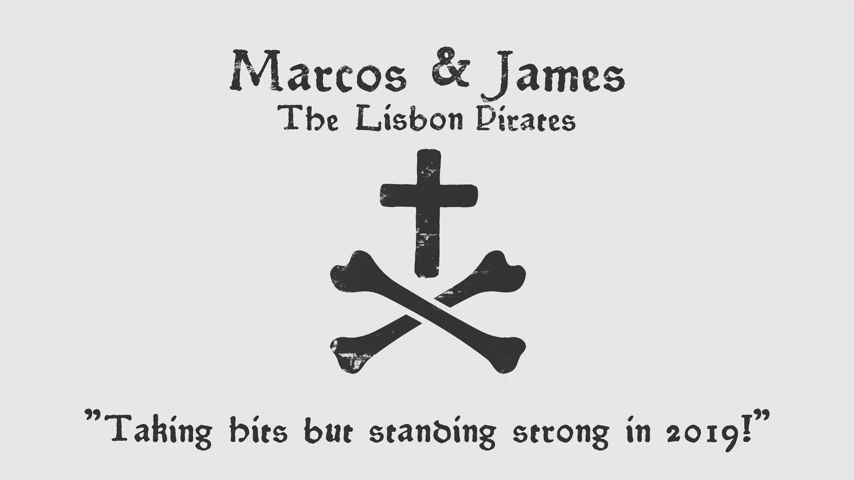 Marcos & James
The Lisbon Pirates
”Taking hits but standing strong in 2019!”